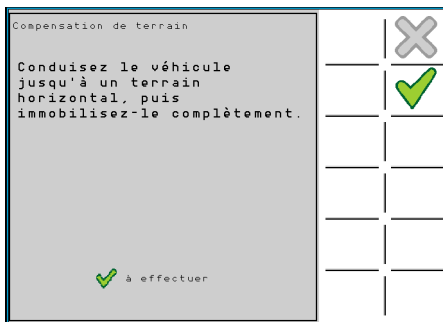 Compensation de terrain
Conduisez le véhicule
jusqu'à un terrain
horizontal, puis
immobilisez-le complètement.
à effectuer